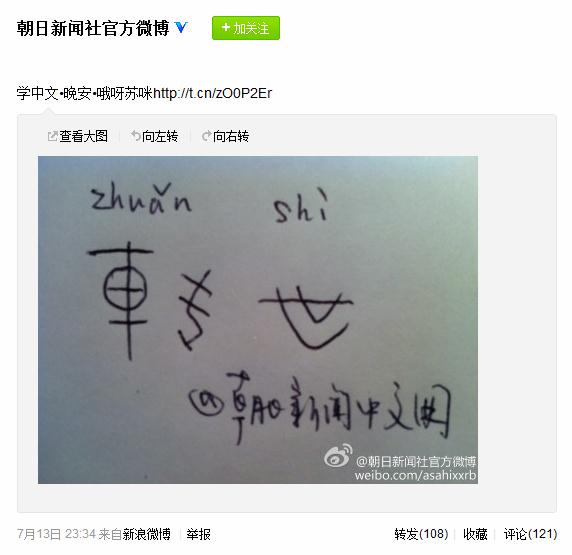 朝日新闻社官方微博
+加关注
学中文•晚安•哦呀苏咪http://t.cn/zO0P2Er
查看大图 向左转 向右转
zhuǎn shì
世
@朝日新闻中文网
@朝日新闻社官方微博
weibo.com/asahixxrb
7月13日 23:34 来自新浪微博 举报 转发(108) 收藏 评论(121)